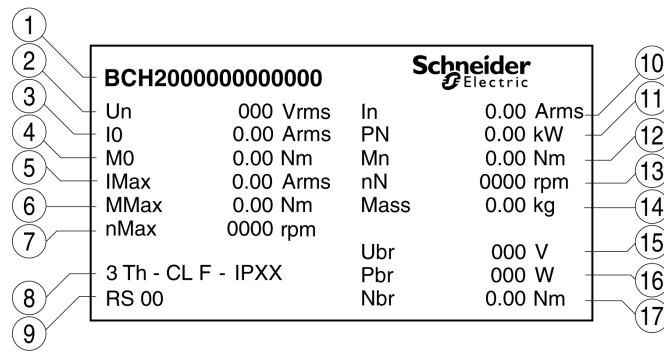 1
2
3
4
5
6
7
8
9
BCH2000000000000
Schneider
Electric
Un 000 Vrms
I0 0.00 Arms
M0 0.00 Nm
IMax 0.00 Arms
MMax 0.00 Nm
nMax 0000 rpm
3 Th - CL F - IPXX
RS 00
In 0.00 Arms
PN 0.00 kW
Mn 0.00 Nm
nN 0000 rpm
Mass 0.00 kg
Ubr 000 V
Pbr 000 W
Nbr 0.00 Nm
10
11
12
13
14
15
16
17